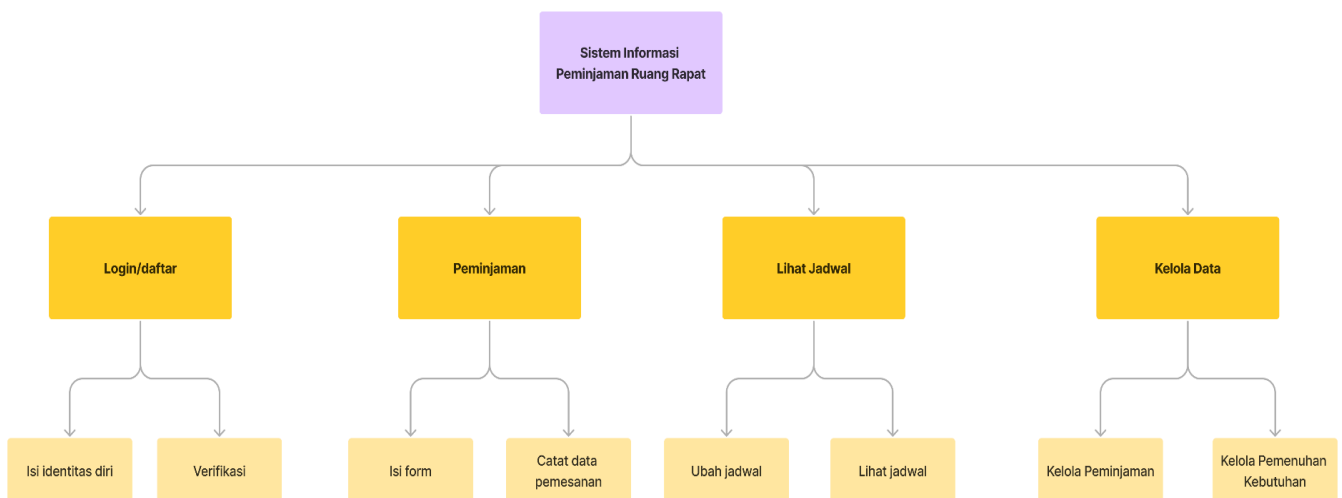 Sistem Informasi
Peminjaman Ruang Rapat
Login/daftar
Peminjaman
Lihat Jadwal
Kelola Data
Isi identitas diri
Verifikasi
Isi form
Catat data
pemesanan
Ubah jadwal
Lihat jadwal
Kelola Peminjaman
Kelola Pemenuhan
Kebutuhan